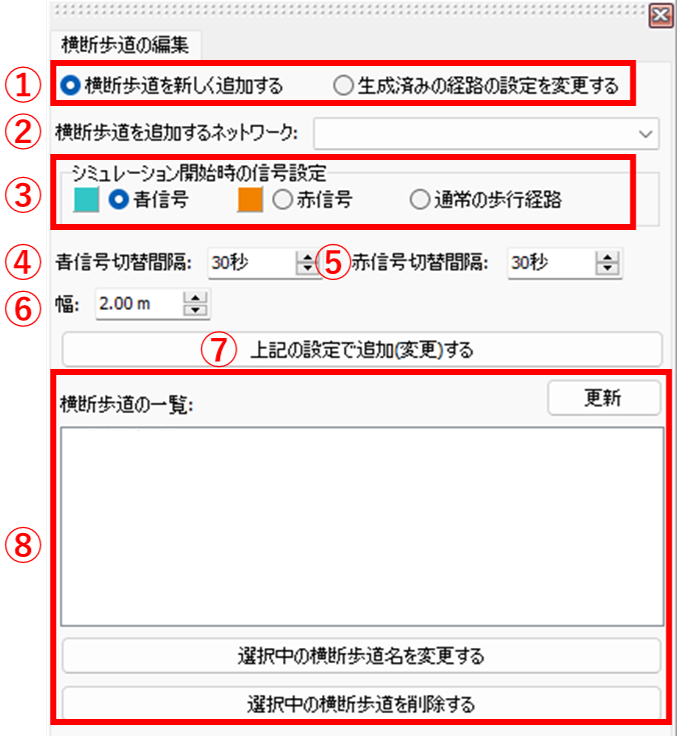 横断歩道の編集
① 横断歩道を新しく追加する 生成済みの経路の設定を変更する
② 横断歩道を追加するネットワーク:
シミュレーション開始時の信号設定
③ 青信号 赤信号 通常の歩行経路
④ 青信号切替間隔: 30秒 ⑤ 赤信号切替間隔: 30秒
⑥ 幅: 2.00 m
⑦ 上記の設定で追加(変更)する
横断歩道の一覧: 更新
⑧
選択中の横断歩道名を変更する
選択中の横断歩道を削除する